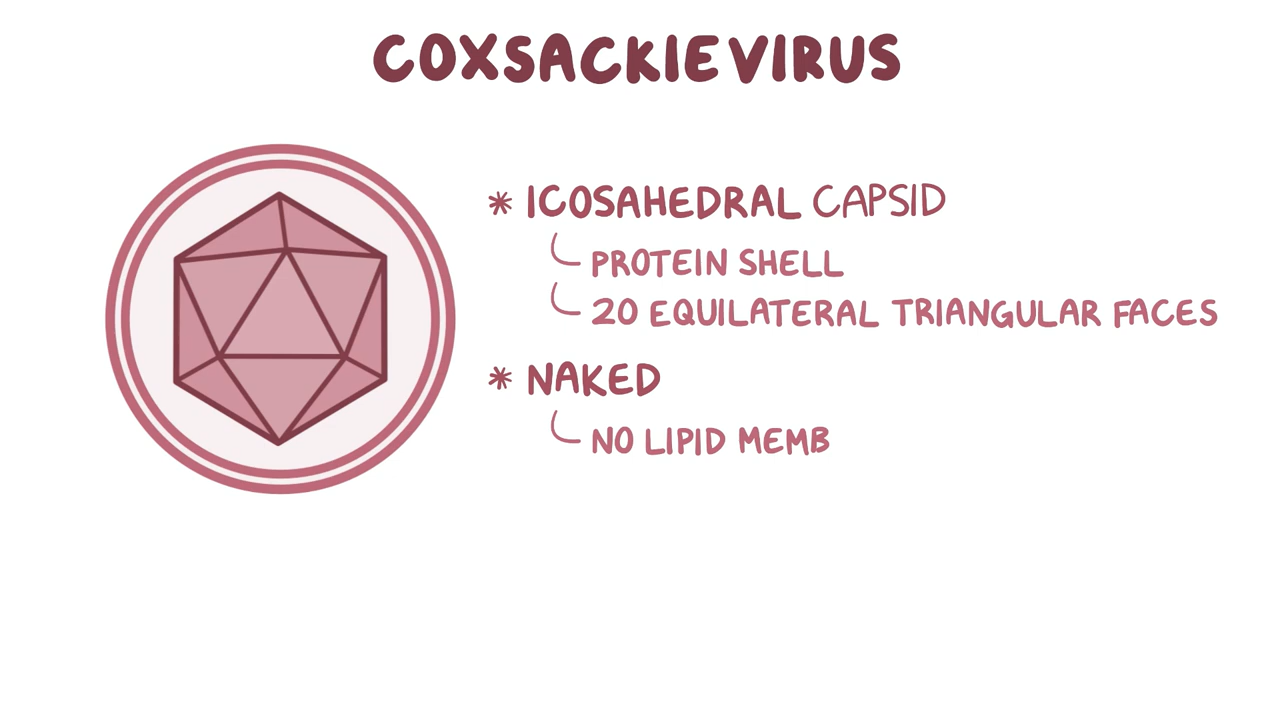 COXSACKIEVIRUS
* ICOSAHEDRAL CAPSID
PROTEIN SHELL
20 EQUILATERAL TRIANGULAR FACES
* NAKED
NO LIPID MEMB